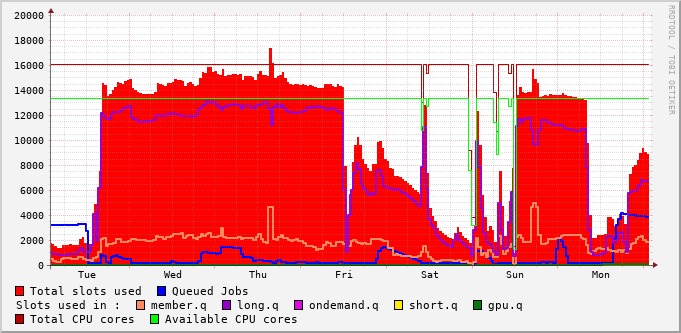 20000
18000
16000
14000
12000
10000
8000
6000
4000
2000
0
Tue Wed Thu Fri Sat Sun Mon
RRDTOOL / TOBI OETIKER
Total slots used Queued Jobs
Slots used in : member.q long.q ondemand.q short.q gpu.q
Total CPU cores Available CPU cores